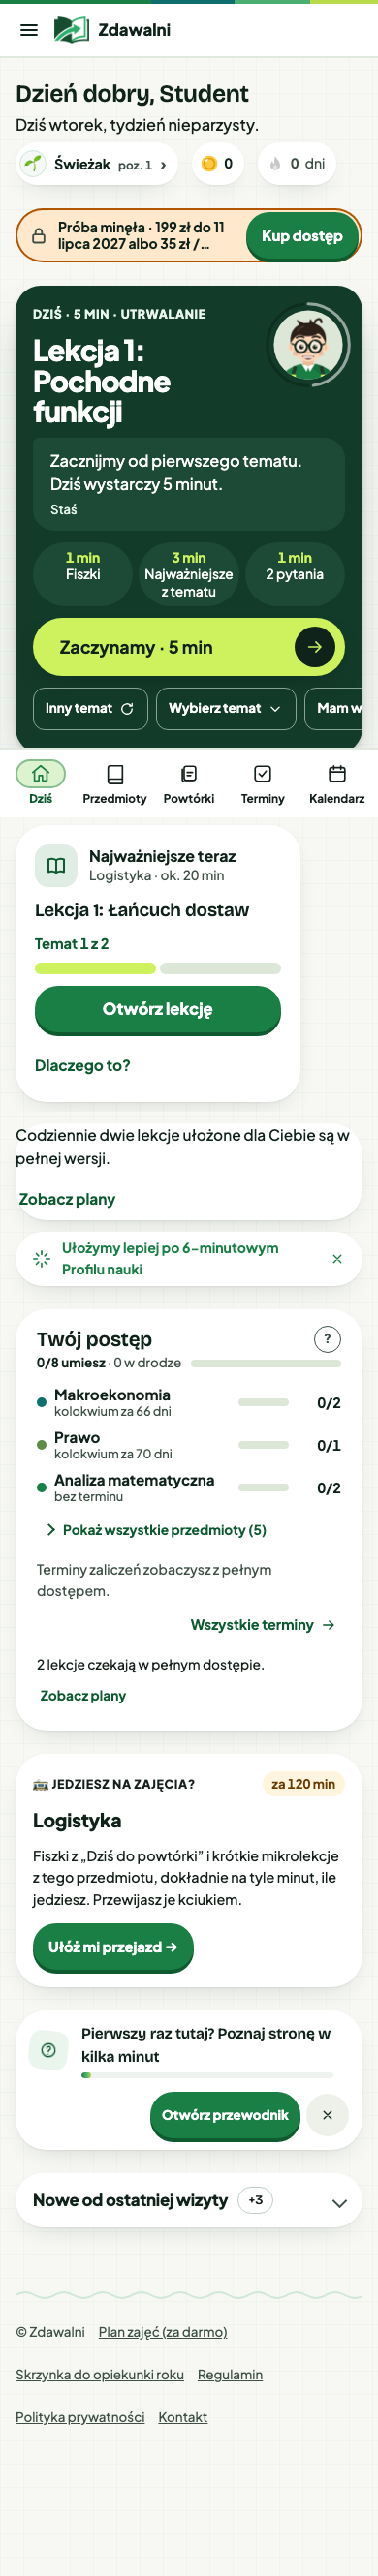 Zdawalni
Dzień dobry, Student
Dziś wtorek, tydzień nieparzysty.
Świeżak poz. 1 ›
0
0 dni
Próba minęła · 199 zł do 11
lipca 2027 albo 35 zł /…
Kup dostęp
DZIŚ · 5 MIN · UTRWALANIE
Lekcja 1:
Pochodne
funkcji
Zacznijmy od pierwszego tematu.
Dziś wystarczy 5 minut.
Staś
1 min
Fiszki
3 min
Najważniejsze
z tematu
1 min
2 pytania
Zaczynamy · 5 min
Inny temat
Wybierz temat
Mam w
Dziś
Przedmioty
Powtórki
Terminy
Kalendarz
Najważniejsze teraz
Logistyka · ok. 20 min
Lekcja 1: Łańcuch dostaw
Temat 1 z 2
Otwórz lekcję
Dlaczego to?
Codziennie dwie lekcje ułożone dla Ciebie są w
pełnej wersji.
Zobacz plany
Ułożymy lepiej po 6-minutowym
Profilu nauki
Twój postęp
?
0/8 umiesz · 0 w drodze
Makroekonomia
kolokwium za 66 dni
0/2
Prawo
kolokwium za 70 dni
0/1
Analiza matematyczna
bez terminu
0/2
Pokaż wszystkie przedmioty (5)
Terminy zaliczeń zobaczysz z pełnym
dostępem.
Wszystkie terminy →
2 lekcje czekają w pełnym dostępie.
Zobacz plany
JEDZIESZ NA ZAJĘCIA?
za 120 min
Logistyka
Fiszki z „Dziś do powtórki” i krótkie mikrolekcje
z tego przedmiotu, dokładnie na tyle minut, ile
jedziesz. Przewijasz je kciukiem.
Ułóż mi przejazd →
Pierwszy raz tutaj? Poznaj stronę w
kilka minut
Otwórz przewodnik
Nowe od ostatniej wizyty +3
© Zdawalni Plan zajęć (za darmo)
Skrzynka do opiekunki roku Regulamin
Polityka prywatności Kontakt